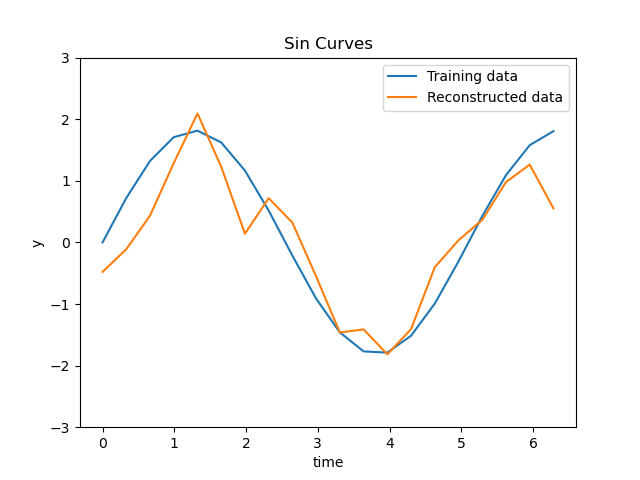 Sin Curves
Training data
Reconstructed data
3
2
1
0
−1
−2
−3
y
0 1 2 3 4 5 6
time